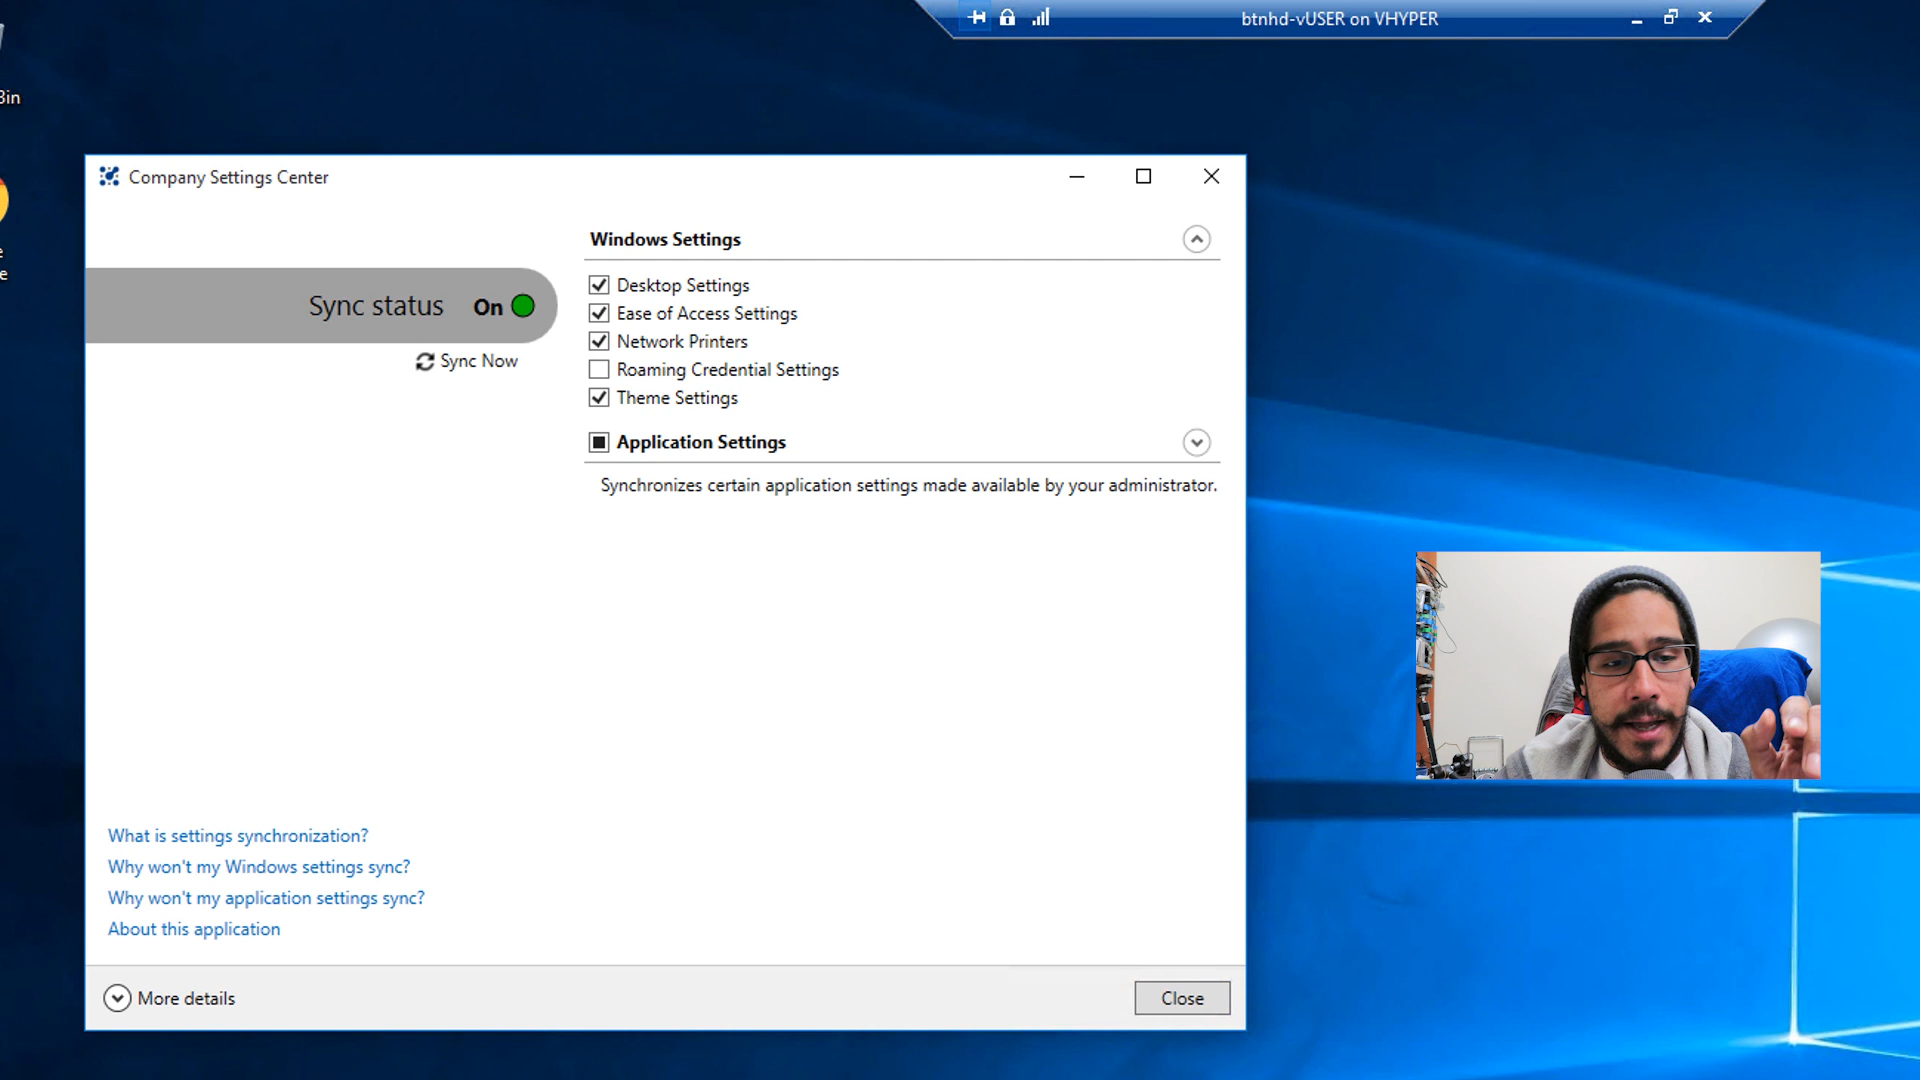 btnhd-vUSER on VHYPER
Bin
e
e
Company Settings Center
Sync status On
Sync Now
Windows Settings
Desktop Settings
Ease of Access Settings
Network Printers
Roaming Credential Settings
Theme Settings
Application Settings
Synchronizes certain application settings made available by your administrator.
What is settings synchronization?
Why won't my Windows settings sync?
Why won't my application settings sync?
About this application
More details
Close